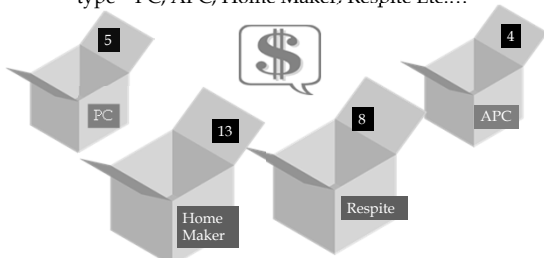 type – PC, APC, Home Maker, Respite Etc.…
5
4
$
PC
APC
13
8
Home
Maker
Respite